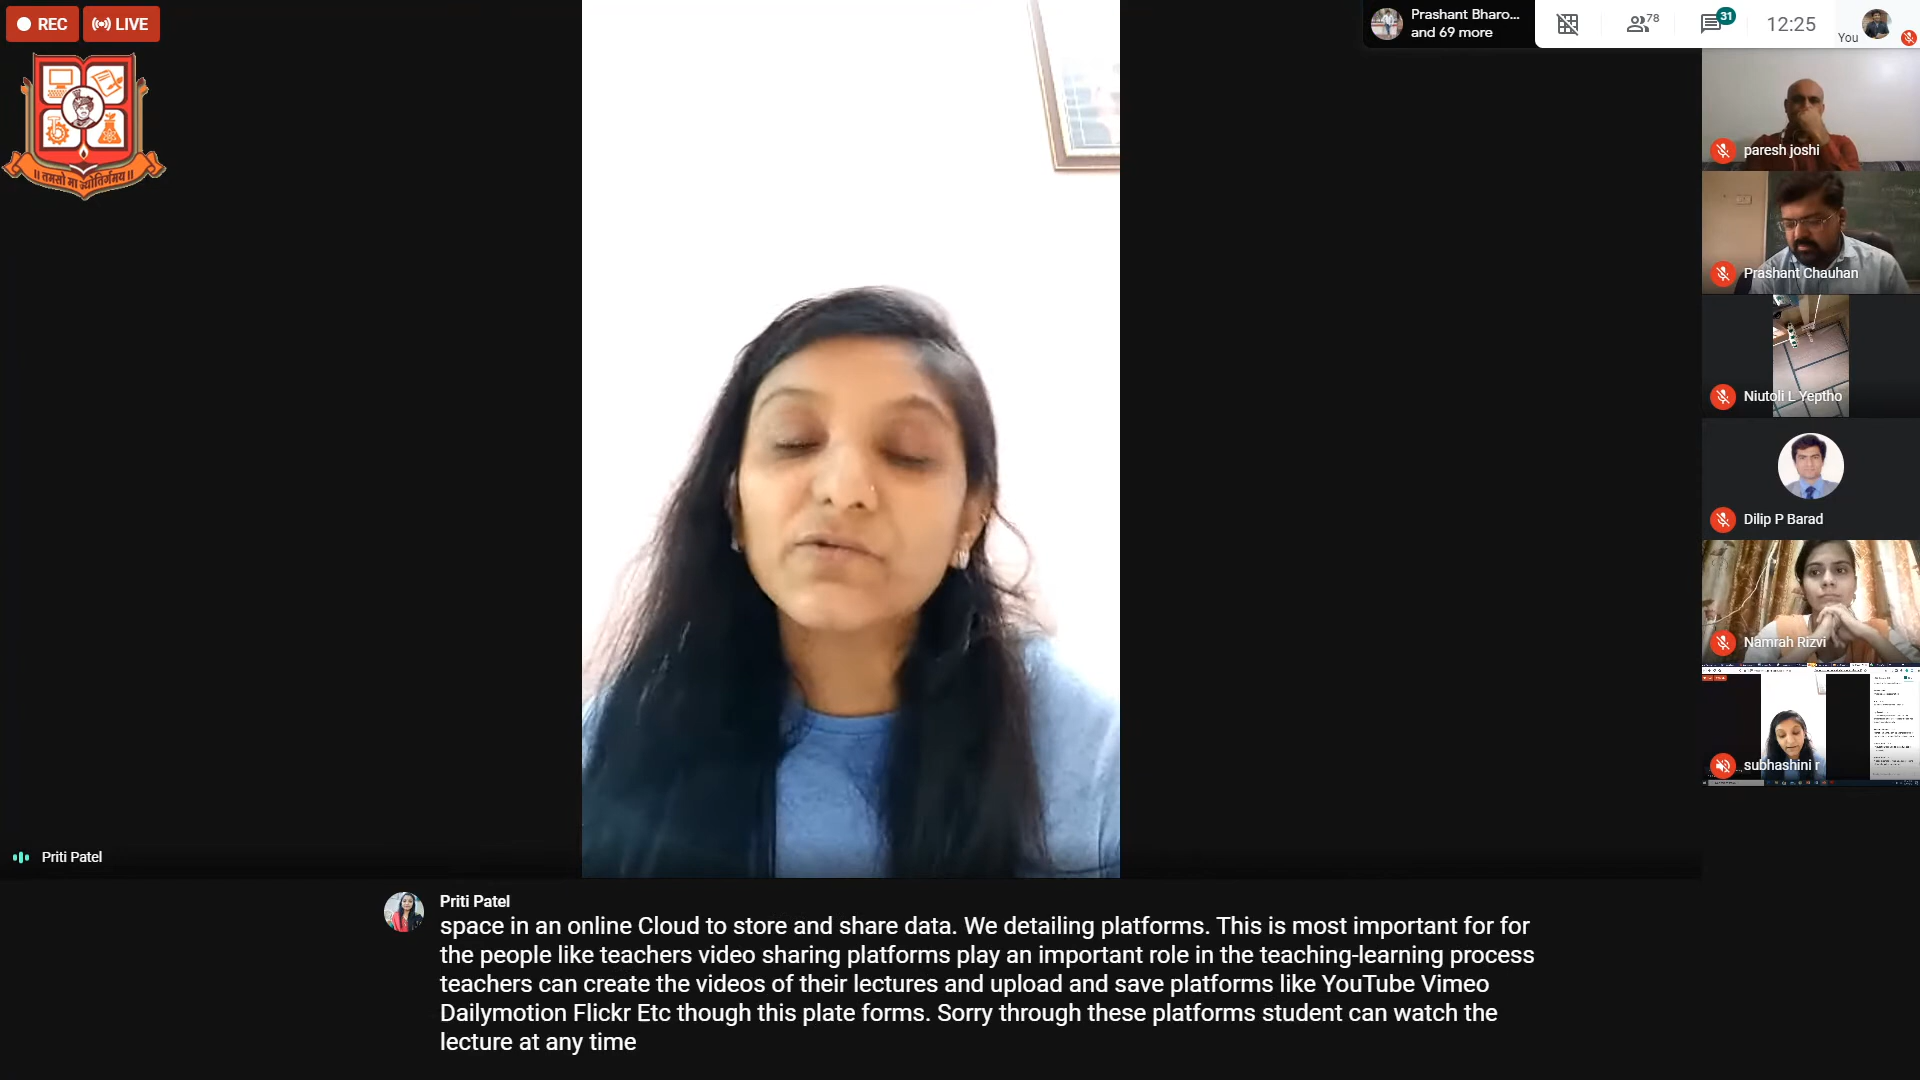 REC
LIVE
Prashant Bharo...
and 69 more
78
31
12:25
You
॥ तमसो मा ज्योतिर्गमय ॥
paresh joshi
Prashant Chauhan
Niutoli L Yeptho
Dilip P Barad
Namrah Rizvi
subhashini r
Priti Patel
Priti Patel
space in an online Cloud to store and share data. We detailing platforms. This is most important for for
the people like teachers video sharing platforms play an important role in the teaching-learning process
teachers can create the videos of their lectures and upload and save platforms like YouTube Vimeo
Dailymotion Flickr Etc though this plate forms. Sorry through these platforms student can watch the
lecture at any time